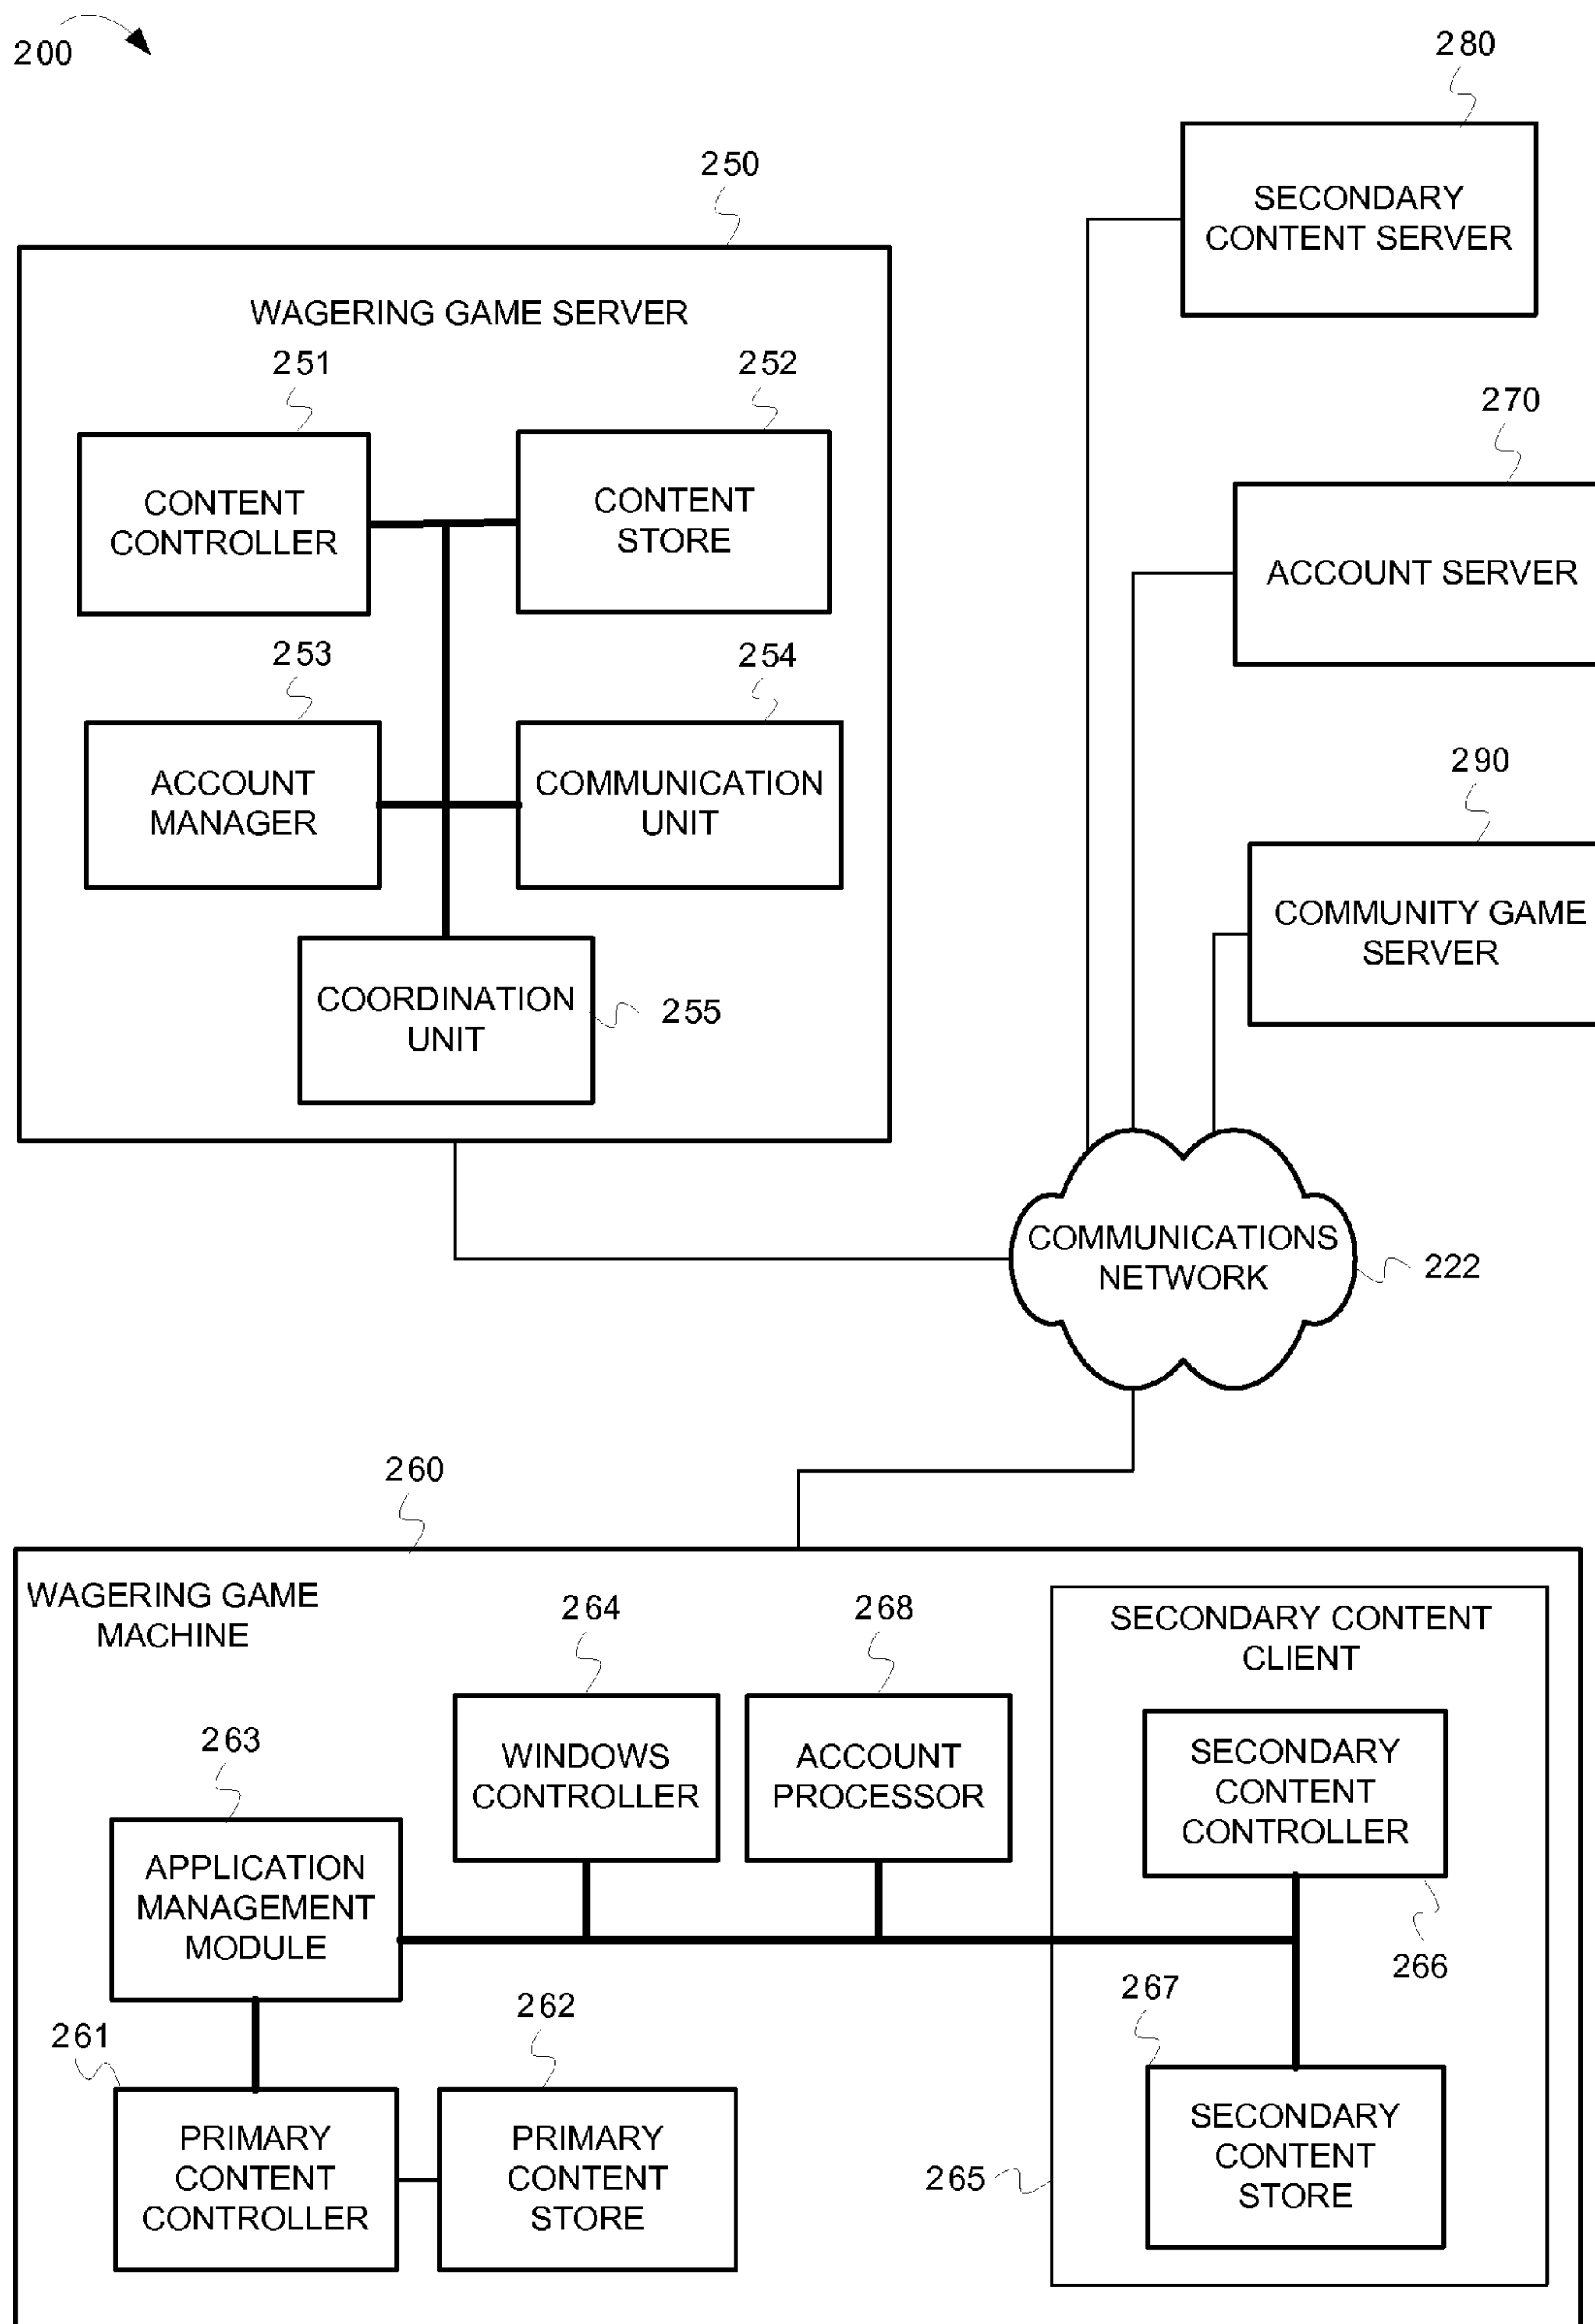 200
280
SECONDARY
CONTENT SERVER
250
WAGERING GAME SERVER
251
252
CONTENT
CONTROLLER
CONTENT
STORE
253
254
ACCOUNT
MANAGER
COMMUNICATION
UNIT
COORDINATION
UNIT
255
270
ACCOUNT SERVER
290
COMMUNITY GAME
SERVER
COMMUNICATIONS
NETWORK
222
260
WAGERING GAME
MACHINE
264
268
WINDOWS
CONTROLLER
ACCOUNT
PROCESSOR
263
APPLICATION
MANAGEMENT
MODULE
261
262
PRIMARY
CONTENT
CONTROLLER
PRIMARY
CONTENT
STORE
SECONDARY CONTENT
CLIENT
SECONDARY
CONTENT
CONTROLLER
266
267
SECONDARY
CONTENT
STORE
265